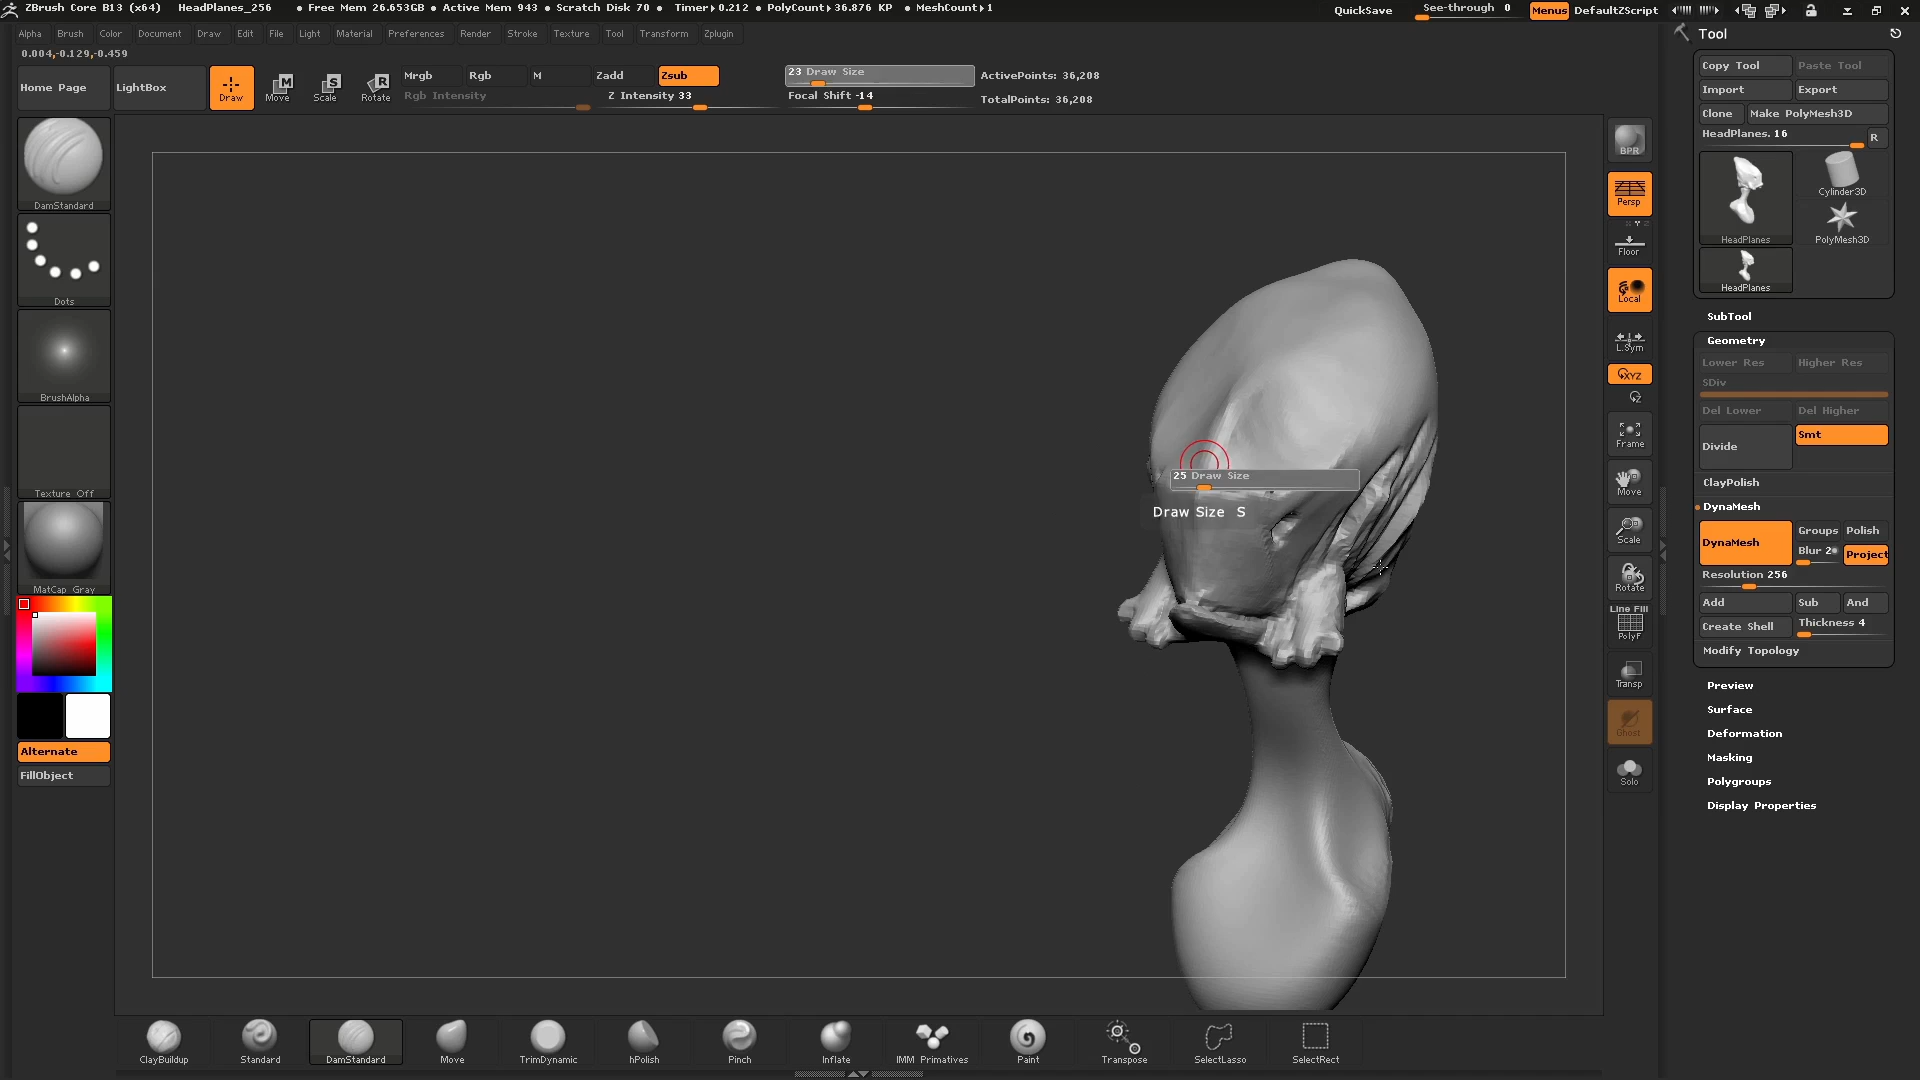 ZBrush Core B13 (x64) HeadPlanes_256 • Free Mem 26.653GB • Active Mem 943 • Scratch Disk 70 • Timer▸0.212 • PolyCount▸36.876 KP • MeshCount▸1 QuickSave See-through 0 Menus DefaultZScript
Alpha Brush Color Document Draw Edit File Light Material Preferences Render Stroke Texture Tool Transform Zplugin
0.004,-0.129,-0.459
Home Page LightBox Draw Move Scale Rotate
M S R
Mrgb Rgb M Zadd Zsub
Rgb Intensity Z Intensity 33
23 Draw Size
Focal Shift -14
ActivePoints: 36,208
TotalPoints: 36,208
DamStandard
Dots
BrushAlpha
Texture Off
MatCap Gray
Alternate
FillObject
25 Draw Size
Draw Size S
BPR
Persp
Floor
Local
L.Sym
XYZ
Z
Frame
Move
Scale
Rotate
Line Fill
PolyF
Transp
Ghost
Solo
Tool
Copy Tool Paste Tool
Import Export
Clone Make PolyMesh3D
HeadPlanes. 16 R
HeadPlanes Cylinder3D
PolyMesh3D
HeadPlanes
SubTool
Geometry
Lower Res Higher Res
SDiv
Del Lower Del Higher
Divide Smt
ClayPolish
DynaMesh
DynaMesh Groups Polish
Blur 2 Project
Resolution 256
Add Sub And
Create Shell Thickness 4
Modify Topology
Preview
Surface
Deformation
Masking
Polygroups
Display Properties
ClayBuildup Standard DamStandard Move TrimDynamic hPolish Pinch Inflate IMM Primitives Paint Transpose SelectLasso SelectRect